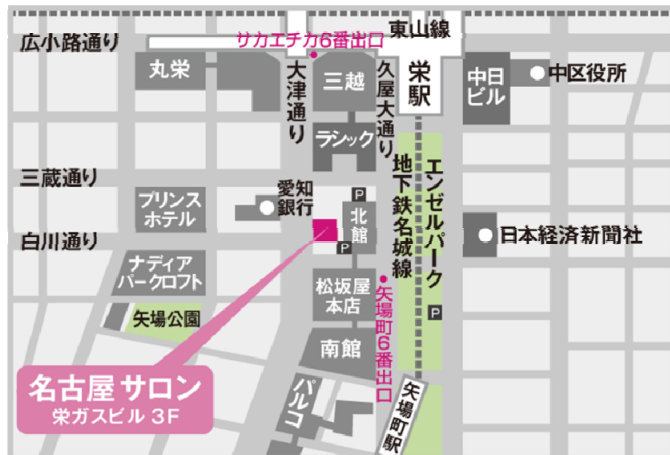 広小路通り
サカエチカ6番出口
東山線
丸栄
大津通り
三越
久屋大通り
栄駅
中日
ビル
中区役所
ラシック
三蔵通り
プリンス
ホテル
愛知
銀行
P
北館
P
地下鉄名城線
エンゼルパーク
白川通り
日本経済新聞社
ナディア
パークロフト
松坂屋
本店
矢場町6番出口
P
矢場公園
南館
名古屋 サロン
栄ガスビル 3F
パルコ
矢場町駅